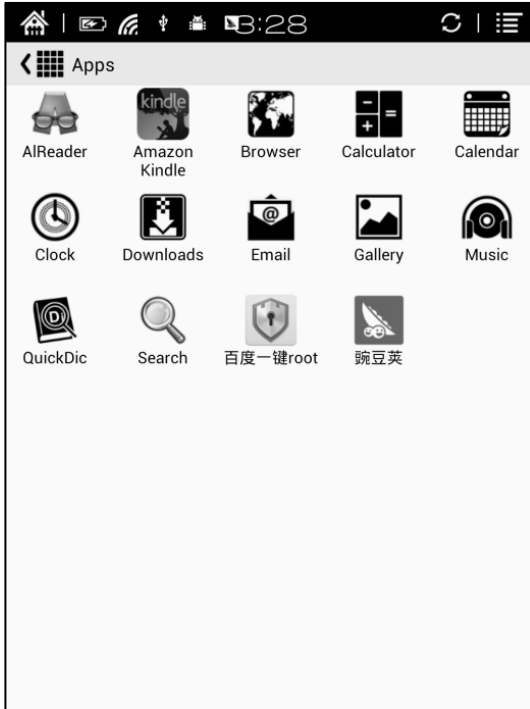 3:28
Apps
kindle
AlReader
Amazon
Kindle
Browser
Calculator
Calendar
@
Clock
Downloads
Email
Gallery
Music
Di
QuickDic
Search
百度一键root
豌豆荚